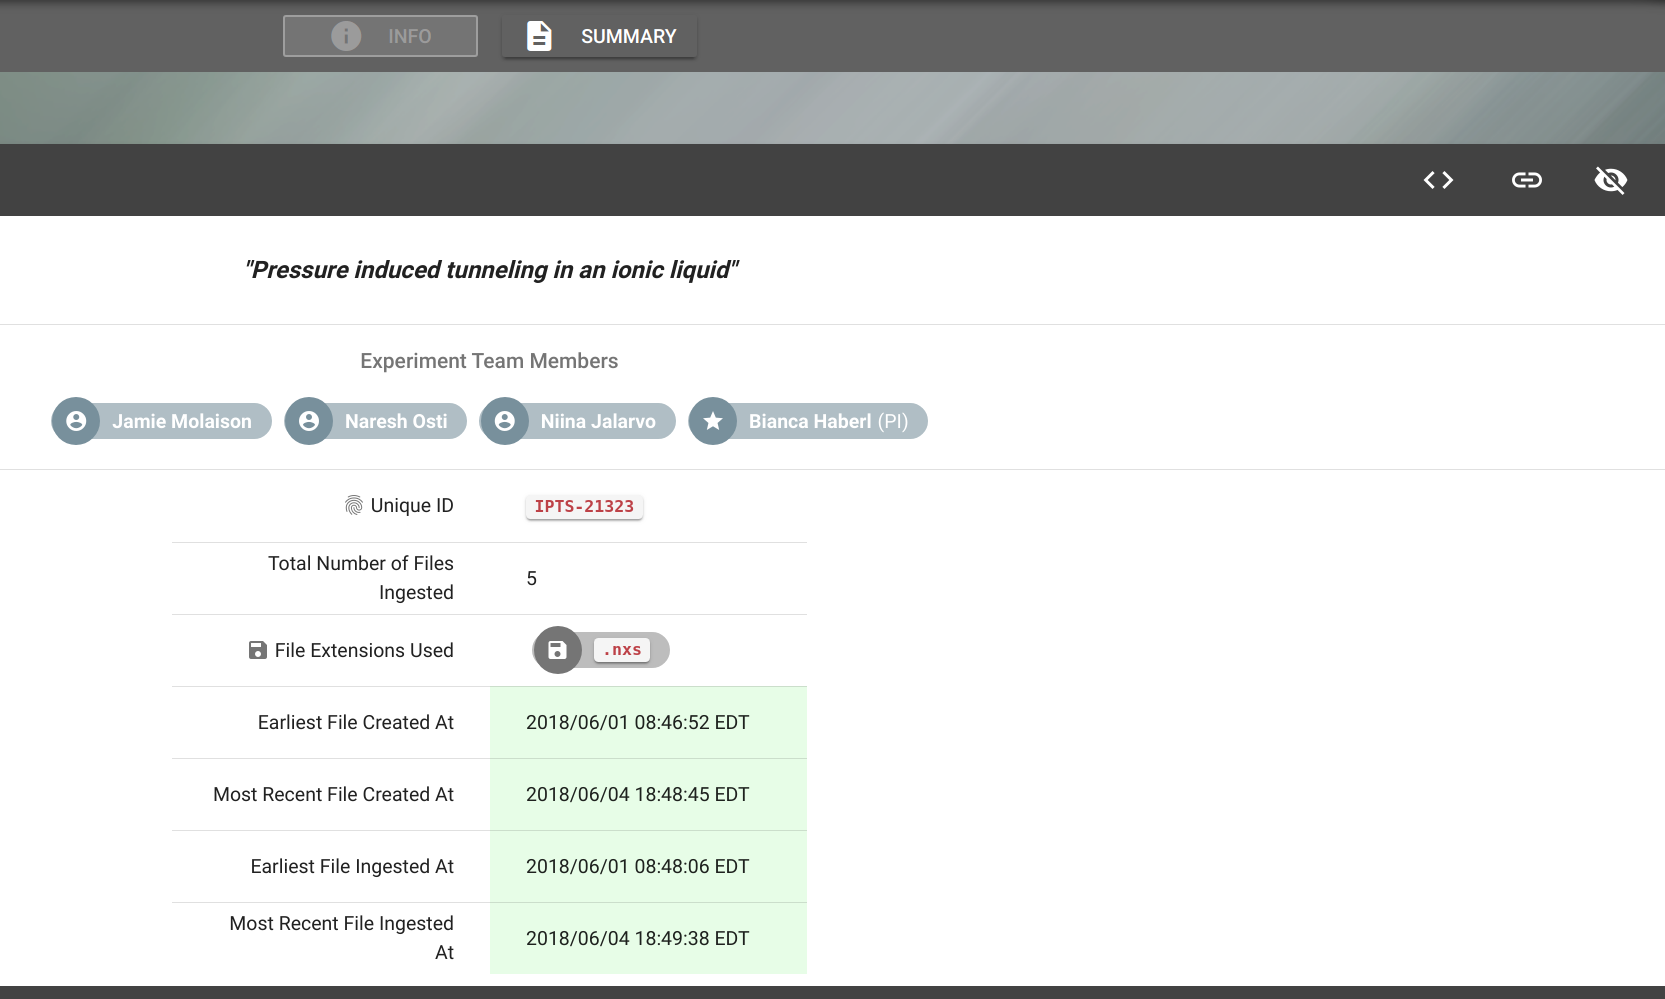 INFO
SUMMARY
"Pressure induced tunneling in an ionic liquid"
Experiment Team Members
Jamie Molaison
Naresh Osti
Niina Jalarvo
Bianca Haberl (PI)
Unique ID
IPTS-21323
Total Number of Files
Ingested
5
File Extensions Used
.nxs
Earliest File Created At
2018/06/01 08:46:52 EDT
Most Recent File Created At
2018/06/04 18:48:45 EDT
Earliest File Ingested At
2018/06/01 08:48:06 EDT
Most Recent File Ingested
At
2018/06/04 18:49:38 EDT